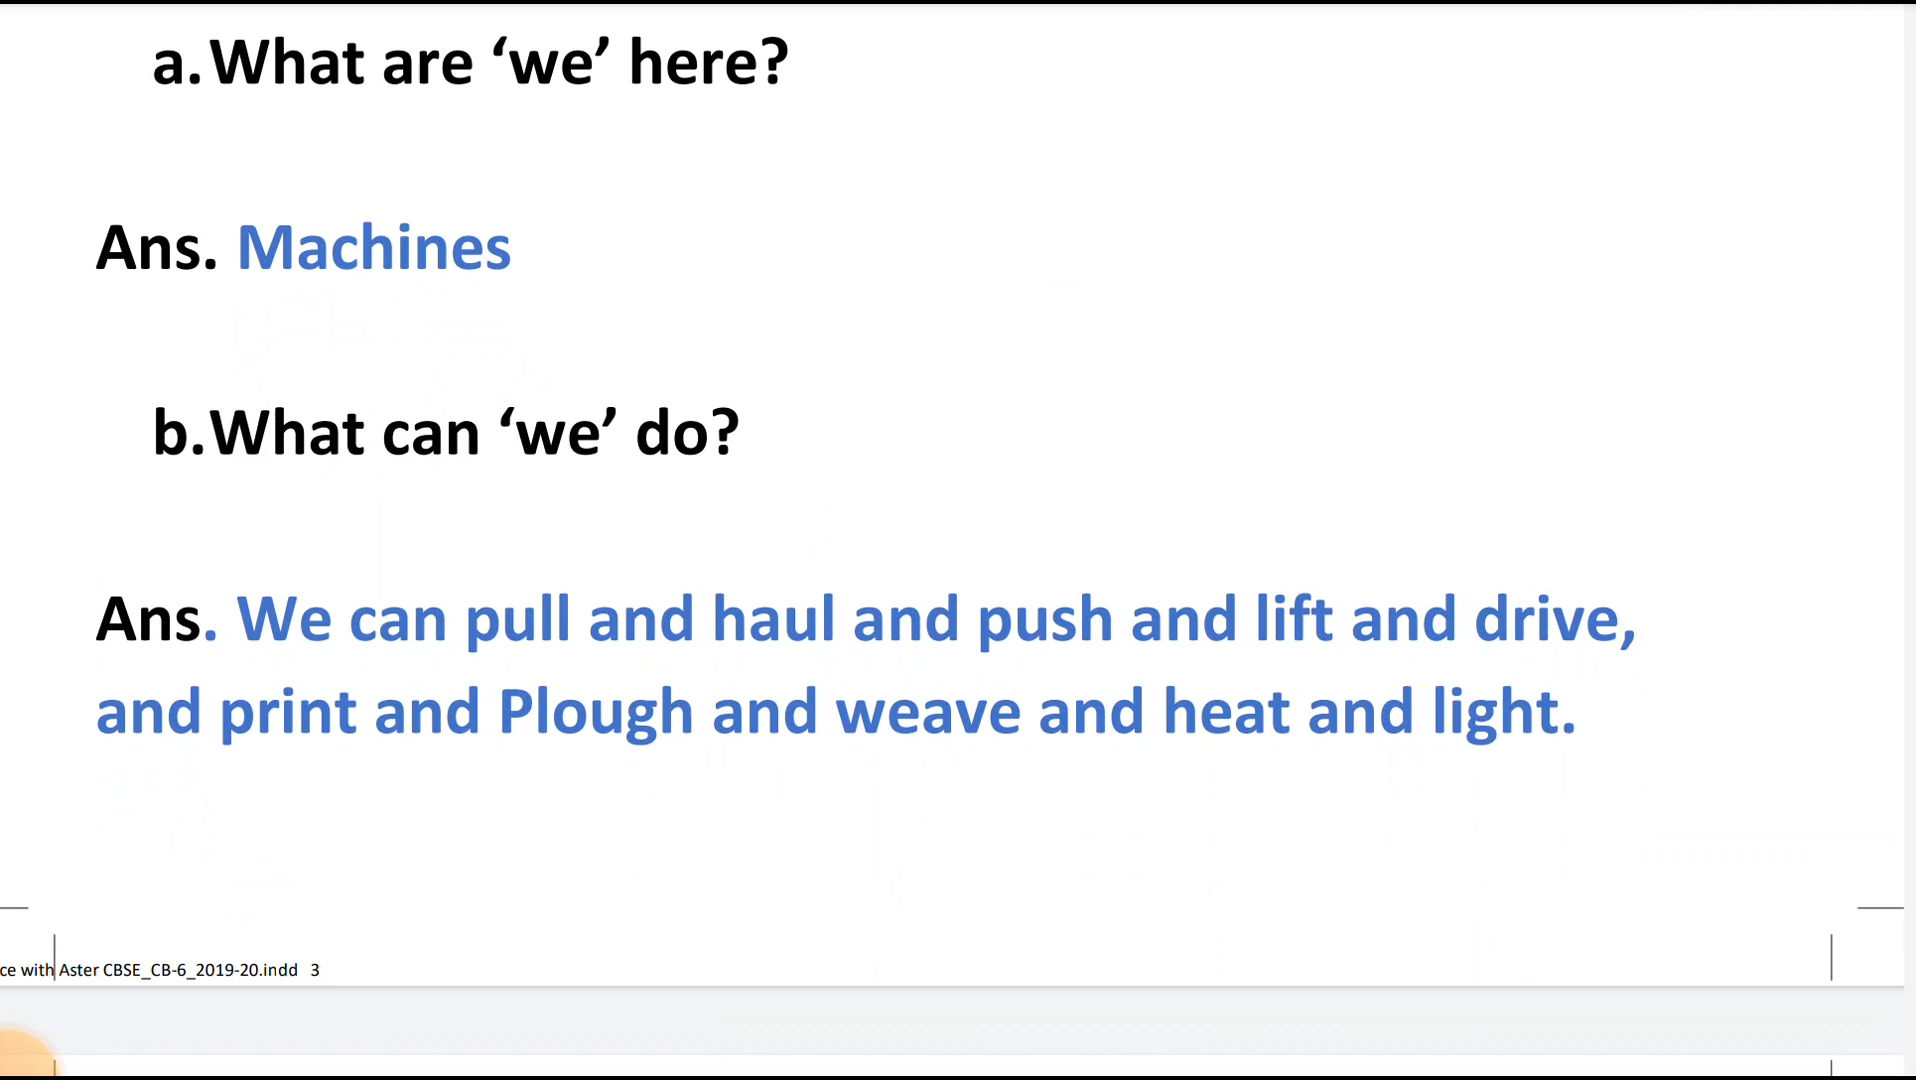 a. What are ‘we’ here?
Ans. Machines
b. What can ‘we’ do?
Ans. We can pull and haul and push and lift and drive,
and print and Plough and weave and heat and light.
ce with Aster CBSE_CB-6_2019-20.indd 3